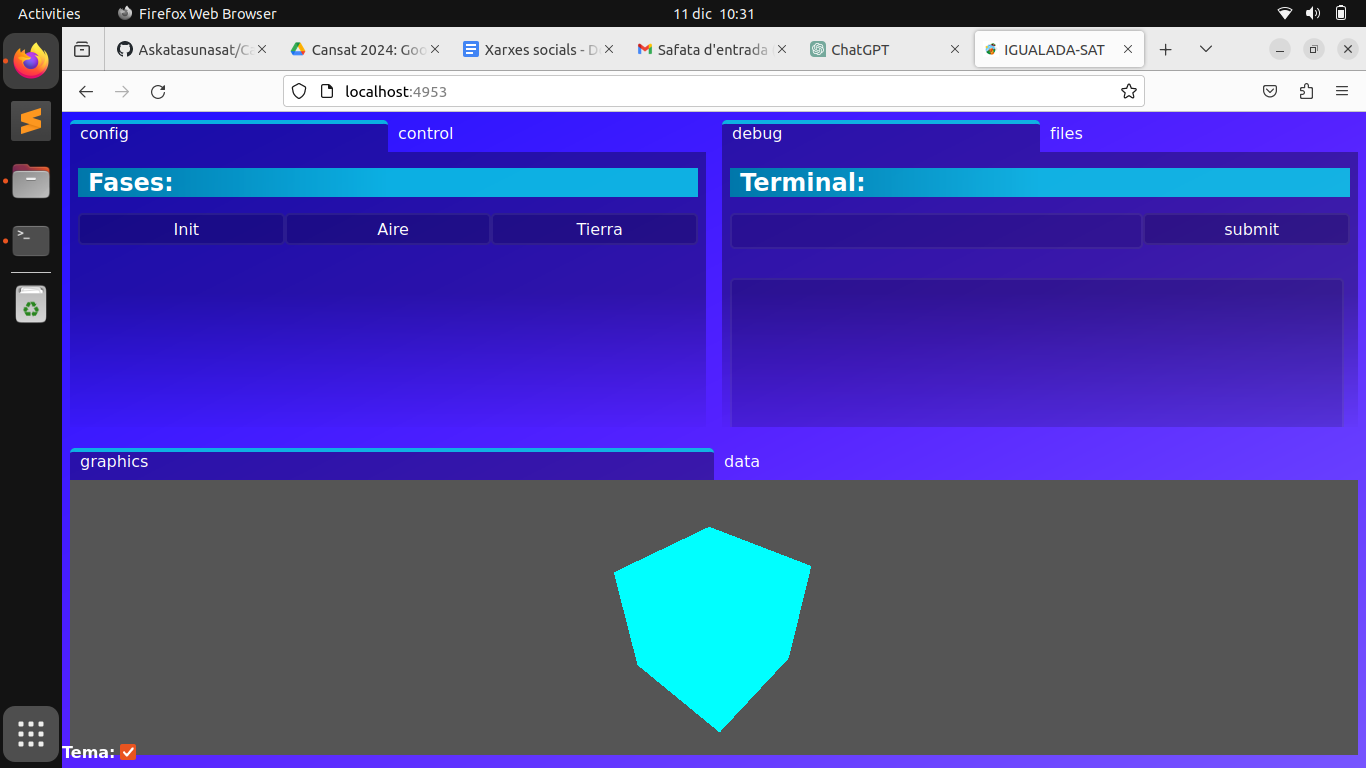 Activities Firefox Web Browser 11 dic 10:31
Askatasunasat/Ca Cansat 2024: Goo Xarxes socials - D Safata d'entrada ChatGPT IGUALADA-SAT
localhost:4953
config control debug files
Fases: Terminal:
Init Aire Tierra submit
graphics data
Tema: